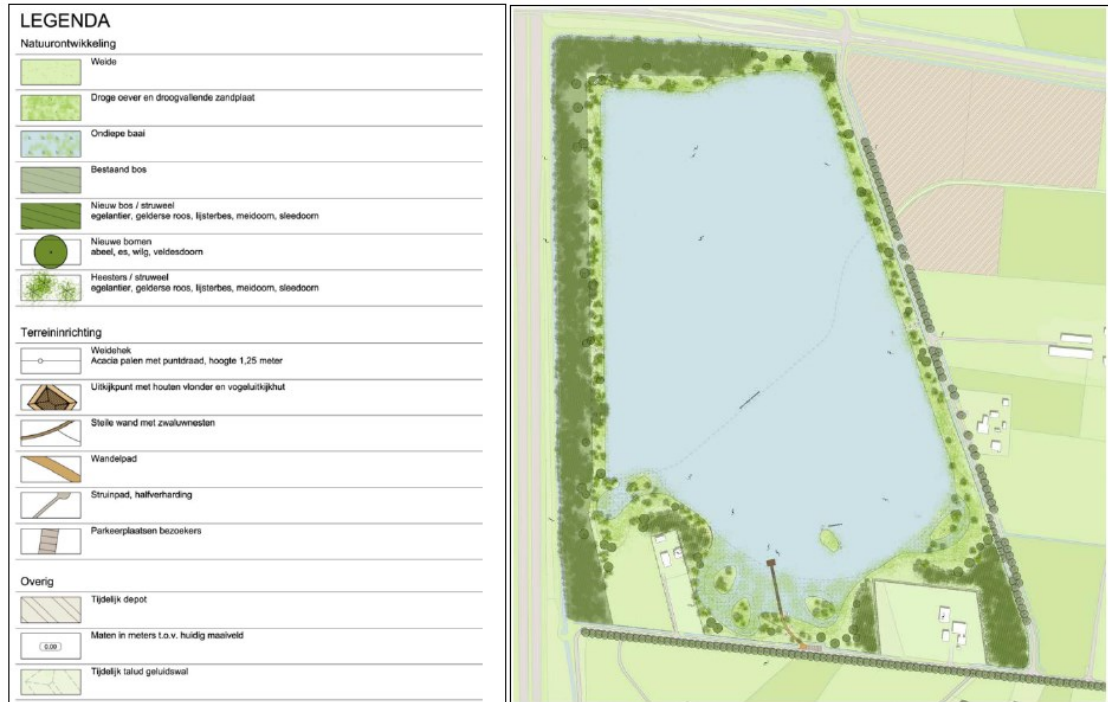 LEGENDA
Natuurontwikkeling
Weide
Droge oever en droogvallende zandplaat
Ondiepe baai
Bestaand bos
Nieuw bos / struweel
egelantier, gelderse roos, lijsterbes, meidoorn, sleedoorn
Nieuwe bomen
abeel, es, wilg, veldesdoorn
Heesters / struweel
egelantier, gelderse roos, lijsterbes, meidoorn, sleedoorn
Terreininrichting
Weidehek
Acacia palen met puntdraad, hoogte 1,25 meter
Uitkijkpunt met houten vlonder en vogeluitkijkhut
Steile wand met zwaluwnesten
Wandelpad
Struinpad, halfverharding
Parkeerplaatsen bezoekers
Overig
Tijdelijk depot
Maten in meters t.o.v. huidig maaiveld
0.00
Tijdelijk talud geluidswal